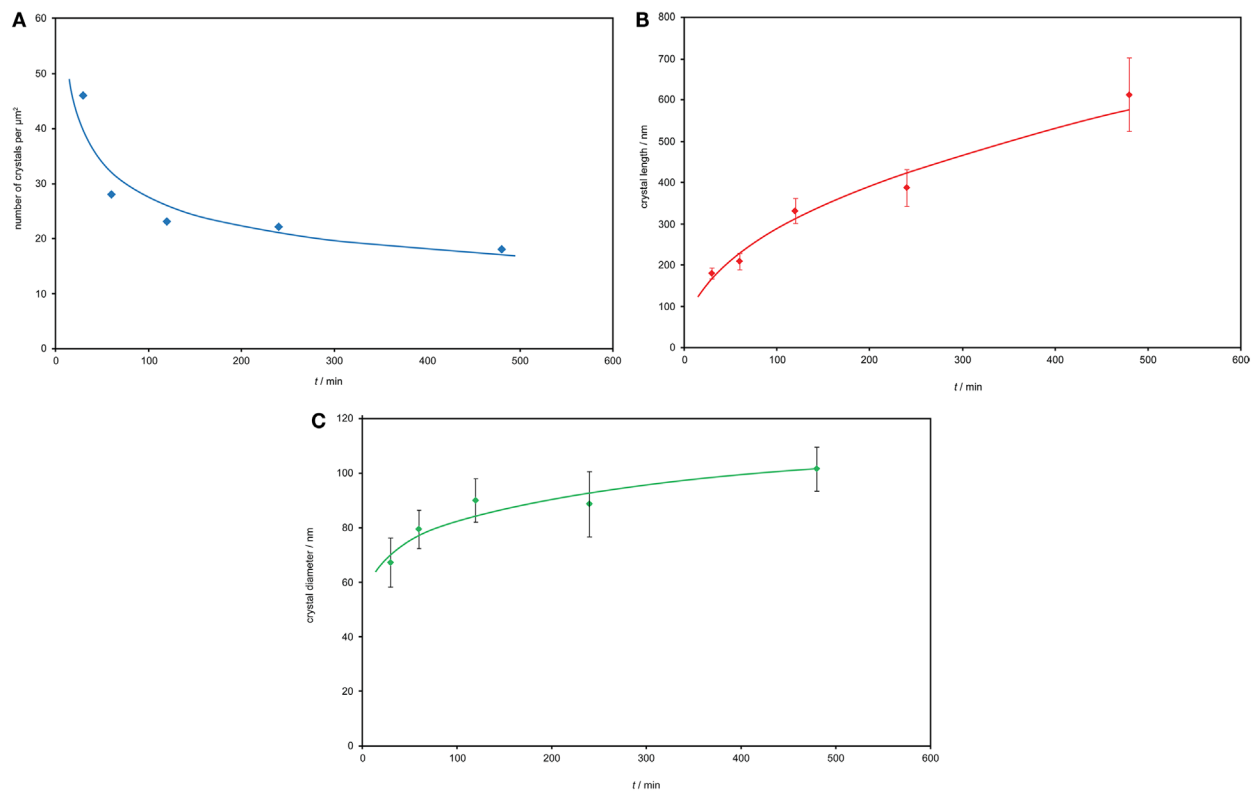 A
60
50
40
30
20
10
0
number of crystals per µm²
0 100 200 300 400 500 600
t / min
B
800
700
600
500
400
300
200
100
0
crystal length / nm
0 100 200 300 400 500 600
t / min
C
120
100
80
60
40
20
0
crystal diameter / nm
0 100 200 300 400 500 600
t / min